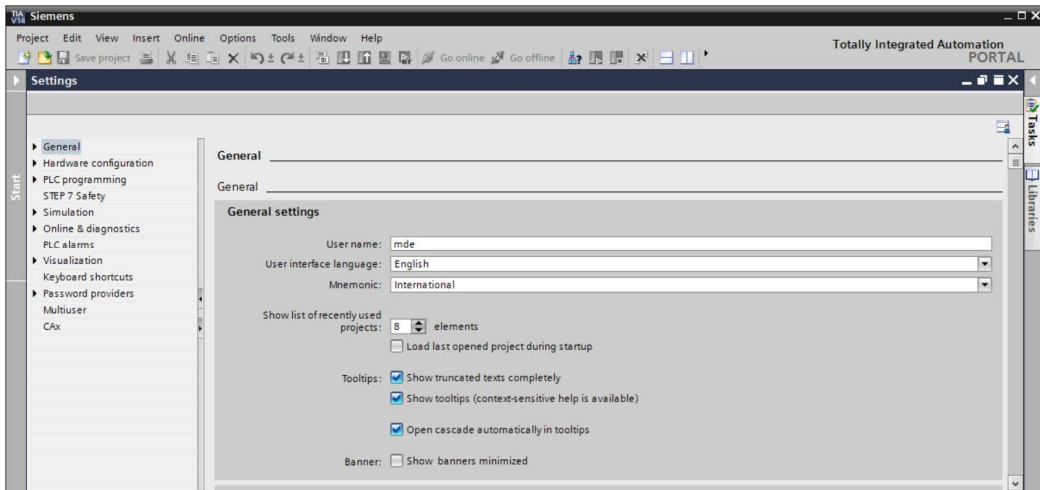 TIA V14 Siemens
Project Edit View Insert Online Options Tools Window Help
Totally Integrated Automation
PORTAL
Save project Go online Go offline
Settings
Tasks
Libraries
Start
General
Hardware configuration
PLC programming
STEP 7 Safety
Simulation
Online & diagnostics
PLC alarms
Visualization
Keyboard shortcuts
Password providers
Multiuser
CAx
General
General
General settings
User name: mde
User interface language: English
Mnemonic: International
Show list of recently used
projects: 8 elements
Load last opened project during startup
Tooltips: Show truncated texts completely
Show tooltips (context-sensitive help is available)
Open cascade automatically in tooltips
Banner: Show banners minimized